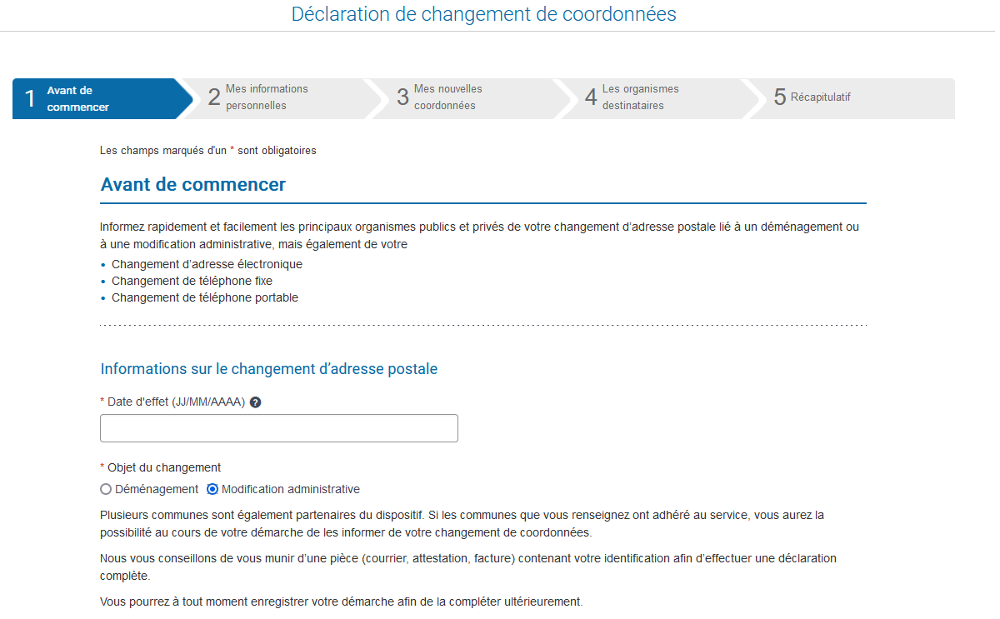 Déclaration de changement de coordonnées
1 Avant de
commencer
2 Mes informations
personnelles
3 Mes nouvelles
coordonnées
4 Les organismes
destinataires
5 Récapitulatif
Les champs marqués d'un * sont obligatoires
Avant de commencer
Informez rapidement et facilement les principaux organismes publics et privés de votre changement d’adresse postale lié à un déménagement ou
à une modification administrative, mais également de votre
• Changement d’adresse électronique
• Changement de téléphone fixe
• Changement de téléphone portable
Informations sur le changement d’adresse postale
* Date d'effet (JJ/MM/AAAA) ?
* Objet du changement
Déménagement Modification administrative
Plusieurs communes sont également partenaires du dispositif. Si les communes que vous renseignez ont adhéré au service, vous aurez la
possibilité au cours de votre démarche de les informer de votre changement de coordonnées.
Nous vous conseillons de vous munir d’une pièce (courrier, attestation, facture) contenant votre identification afin d’effectuer une déclaration
complète.
Vous pourrez à tout moment enregistrer votre démarche afin de la compléter ultérieurement.